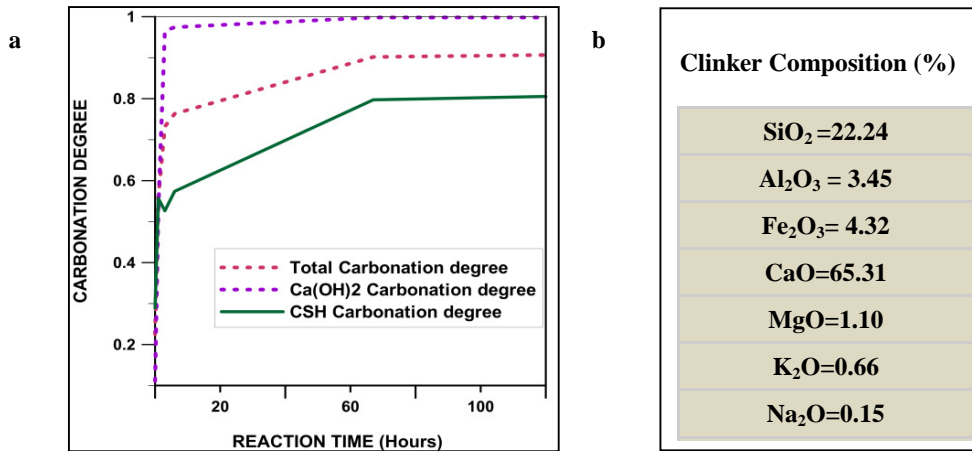 a
CARBONATION DEGREE
1
0.8
0.6
0.4
0.2
Total Carbonation degree
Ca(OH)2 Carbonation degree
CSH Carbonation degree
20
60
100
REACTION TIME (Hours)
b
Clinker Composition (%)
SiO₂ =22.24
Al₂O₃ = 3.45
Fe₂O₃= 4.32
CaO=65.31
MgO=1.10
K₂O=0.66
Na₂O=0.15